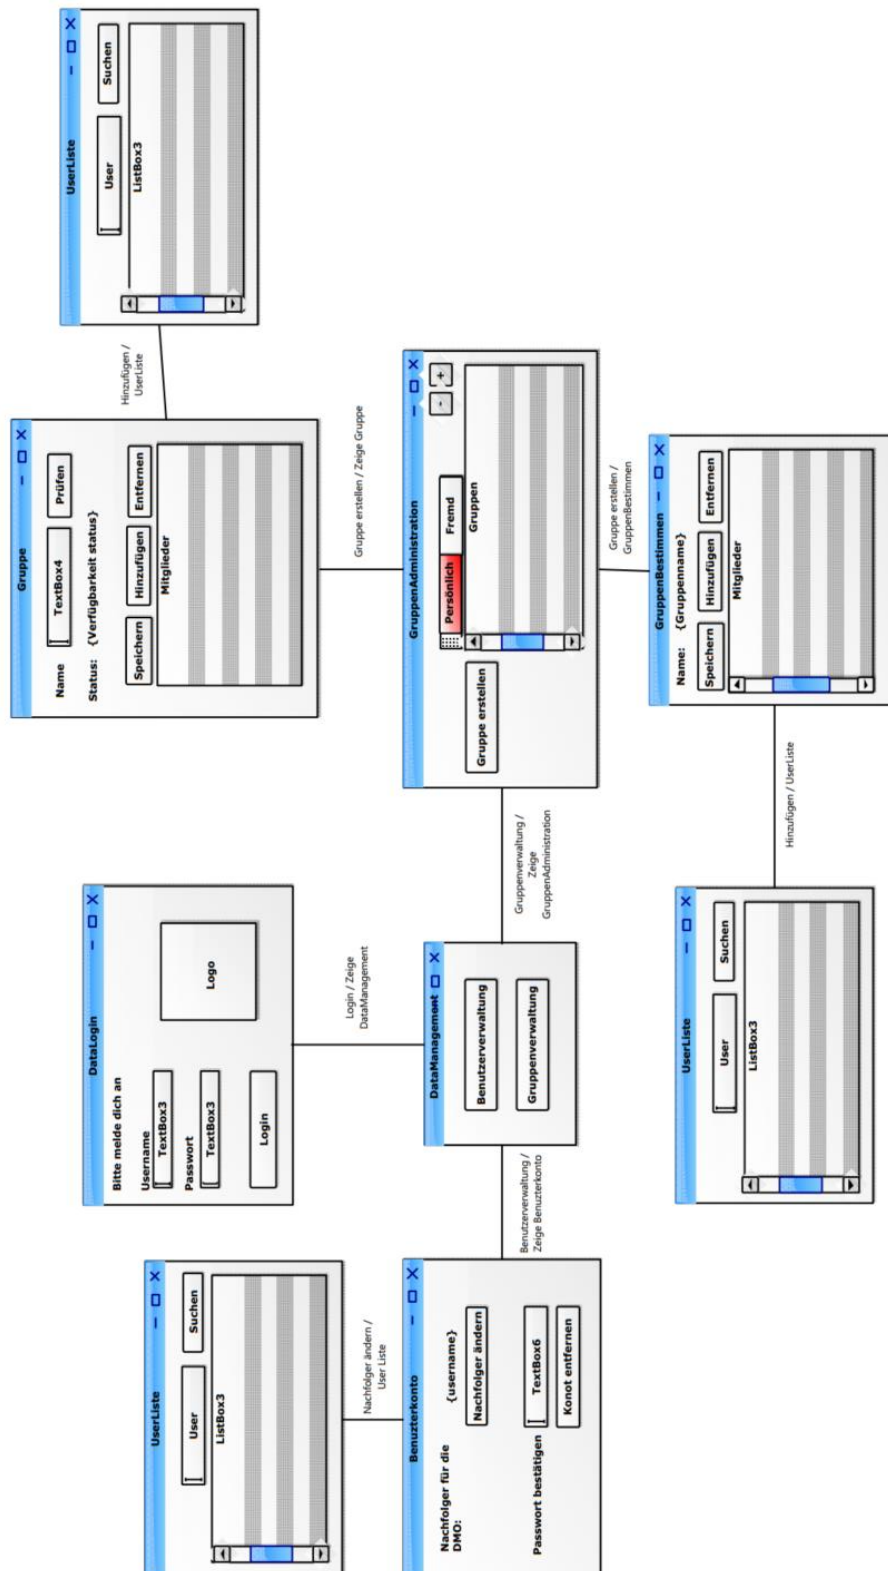 UserListe
User
Suchen
ListBox3
Nachfolger ändern /
User Liste
Benuzterkonto
Nachfolger für die
DMO:
{username}
Nachfolger ändern
Passwort bestätigen
TextBox6
Konot entfernen
DataLogin
Bitte melde dich an
Username
TextBox3
Passwort
TextBox3
Login
Logo
Login / Zeige
DataManagement
DataManagement
Benutzerverwaltung
Gruppenverwaltung
Benutzerverwaltung /
Zeige Benuzterkonto
Gruppenverwaltung /
Zeige
GruppenAdministration
Gruppe
Name
TextBox4
Prüfen
Status:
{Verfügbarkeit status}
Speichern
Hinzufügen
Entfernen
Mitglieder
Hinzufügen /
UserListe
UserListe
User
Suchen
ListBox3
Gruppe erstellen / Zeige Gruppe
GruppenAdministration
Persönlich
Fremd
-
+
Gruppe erstellen
Gruppen
Gruppe erstellen /
GruppenBestimmen
GruppenBestimmen
Name:
{Gruppenname}
Speichern
Hinzufügen
Entfernen
Mitglieder
Hinzufügen / UserListe
UserListe
User
Suchen
ListBox3